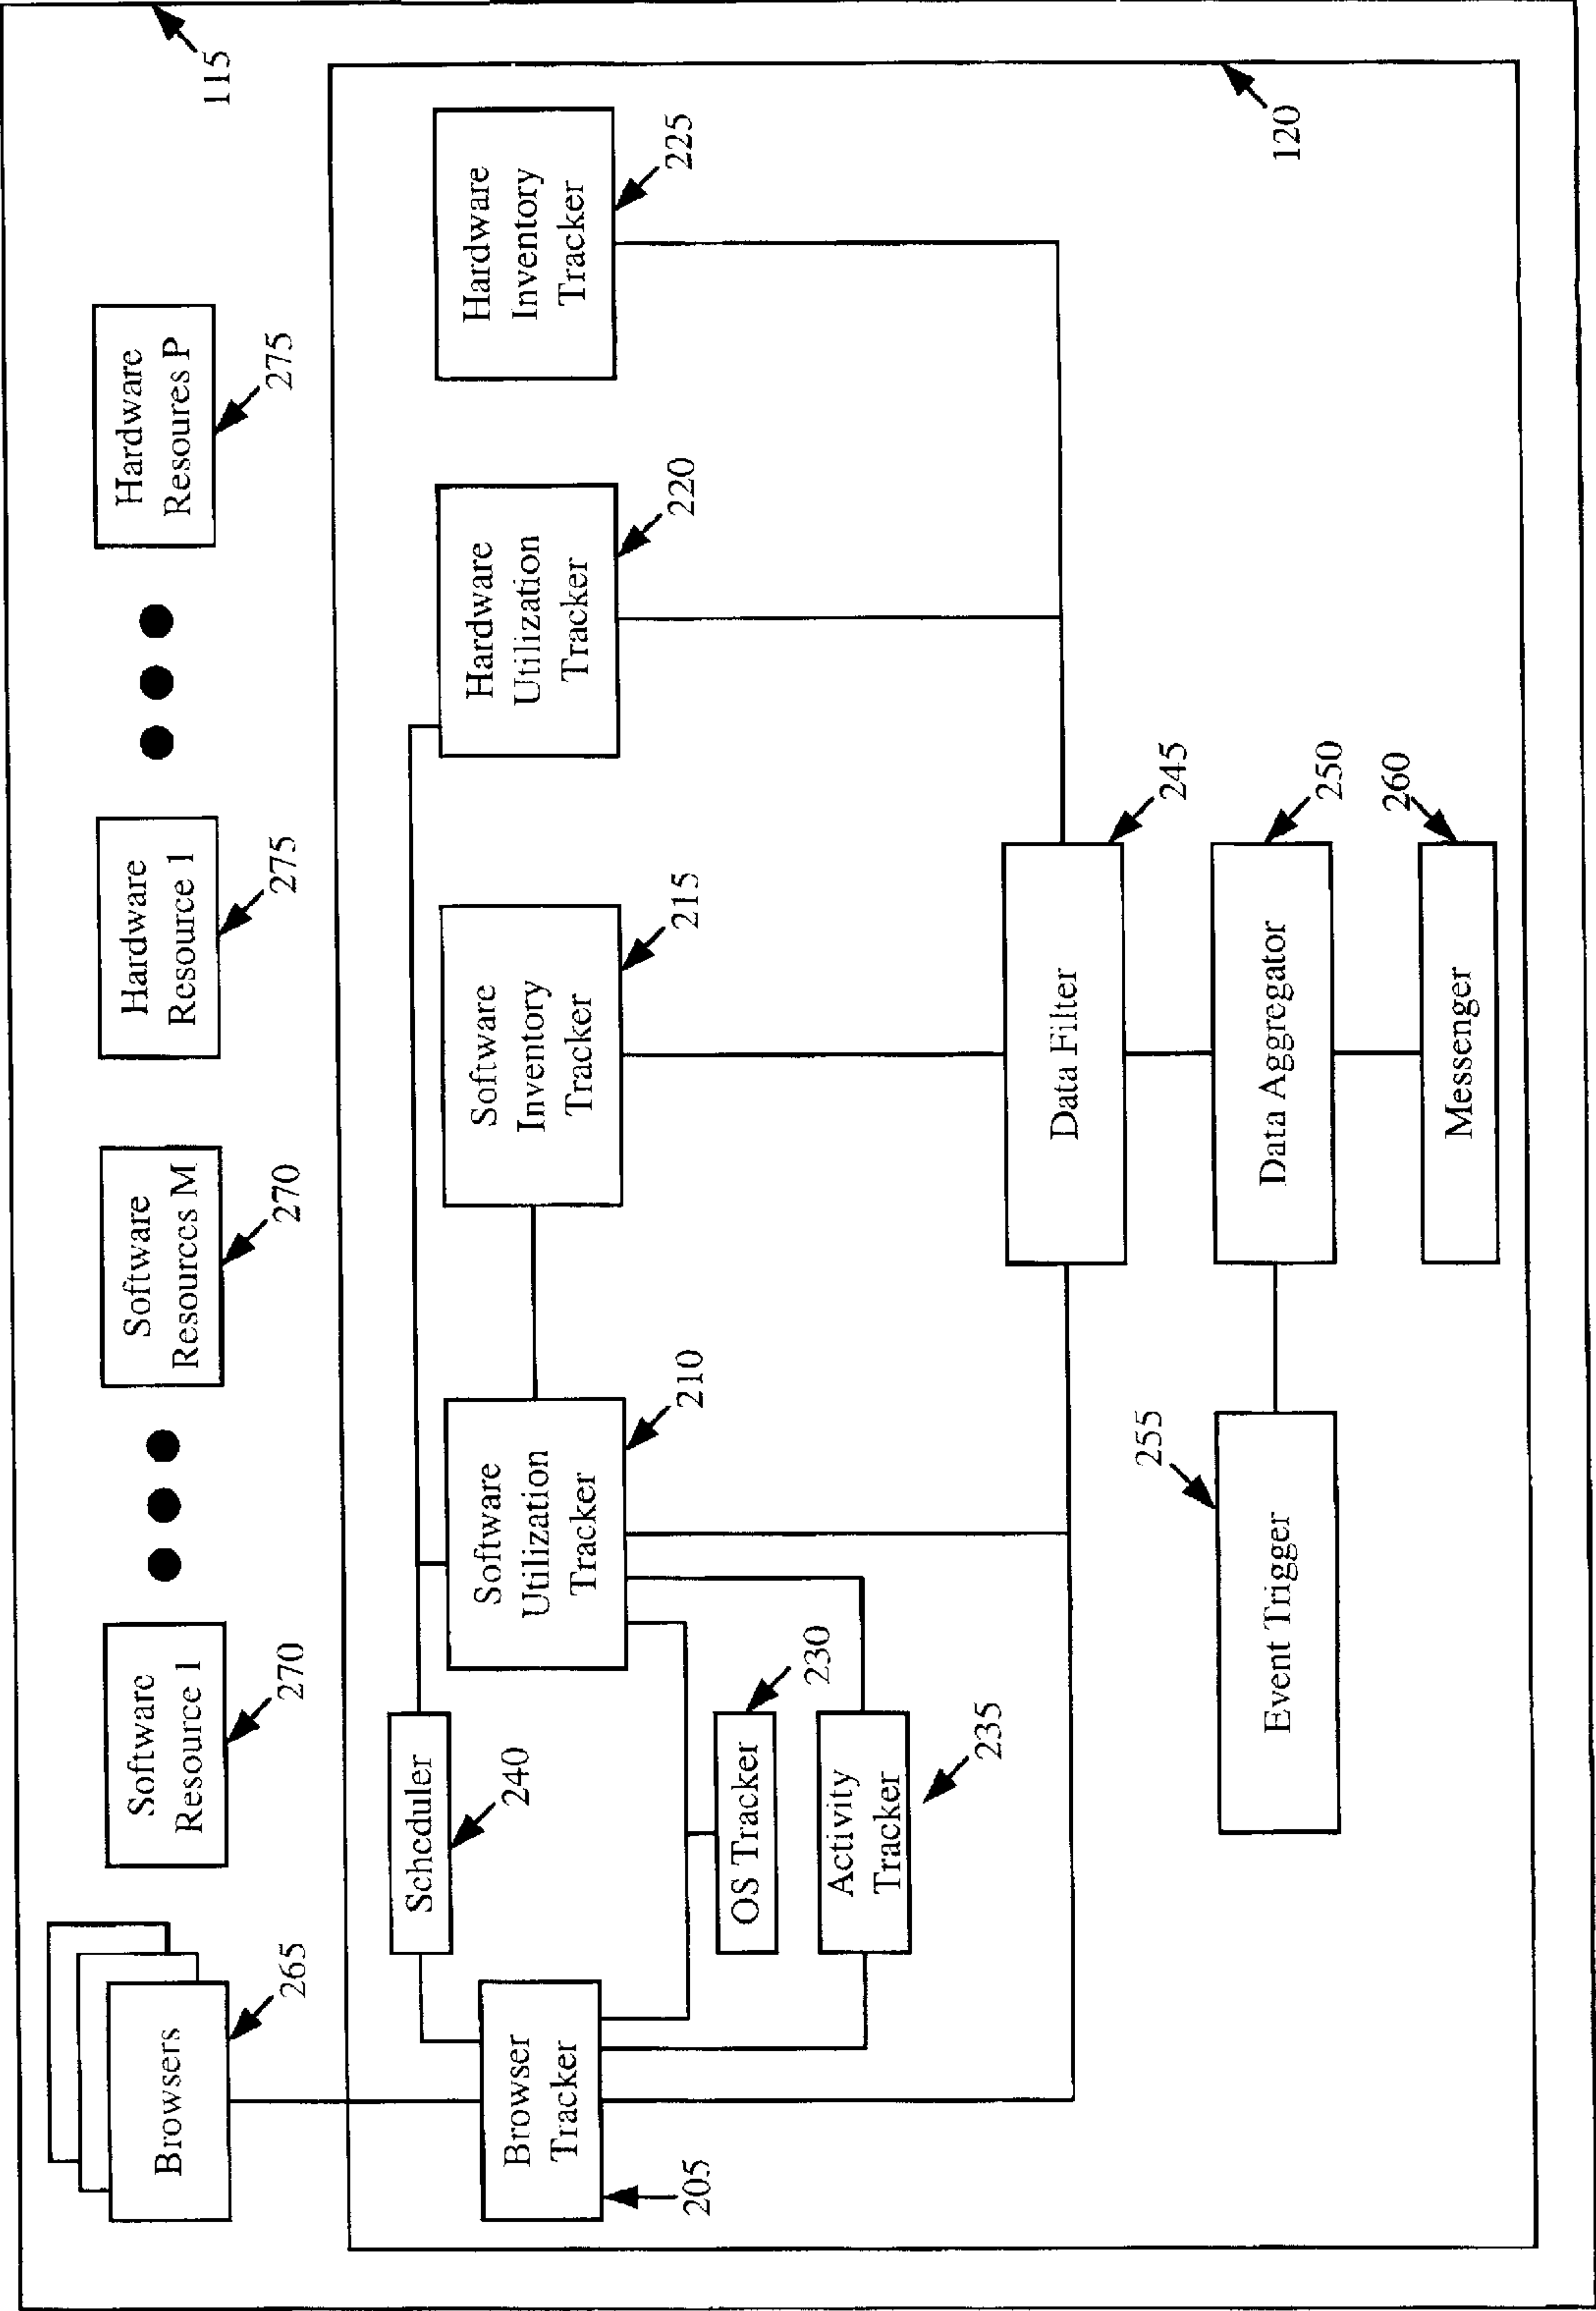 115
Browsers
265
Software
Resource 1
270
Software
Resources M
270
Hardware
Resource 1
275
Hardware
Resoures P
275
120
Scheduler
240
Browser
Tracker
205
Software
Utilization
Tracker
210
Software
Inventory
Tracker
215
Hardware
Utilization
Tracker
220
Hardware
Inventory
Tracker
225
OS Tracker
230
Activity
Tracker
235
Data Filter
245
Event Trigger
255
Data Aggregator
250
Messenger
260